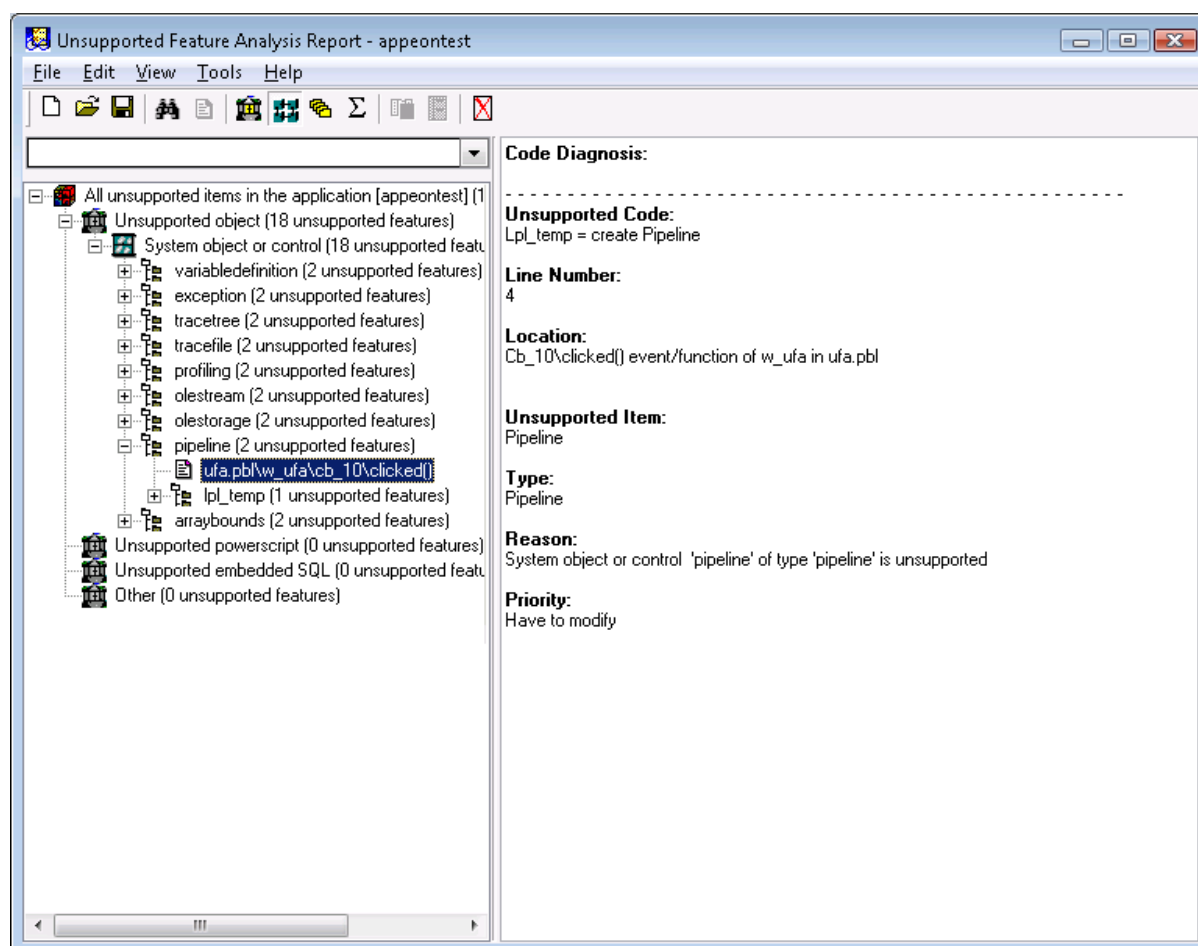 Unsupported Feature Analysis Report - appeontest
File Edit View Tools Help
Code Diagnosis:
All unsupported items in the application [appeontest] (1
Unsupported object (18 unsupported features)
System object or control (18 unsupported featu
variabledefinition (2 unsupported features)
exception (2 unsupported features)
tracetree (2 unsupported features)
tracefile (2 unsupported features)
profiling (2 unsupported features)
olestream (2 unsupported features)
olestorage (2 unsupported features)
pipeline (2 unsupported features)
ufa.pbl\w_ufa\cb_10\clicked()
lpl_temp (1 unsupported features)
arraybounds (2 unsupported features)
Unsupported powerscript (0 unsupported features)
Unsupported embedded SQL (0 unsupported featu
Other (0 unsupported features)
- - - - - - - - - - - - - - - - - - - - - - - - - - - - - - - - - - - - - - - - - - - - - - - - - - - -
Unsupported Code:
Lpl_temp = create Pipeline
Line Number:
4
Location:
Cb_10\clicked() event/function of w_ufa in ufa.pbl
Unsupported Item:
Pipeline
Type:
Pipeline
Reason:
System object or control 'pipeline' of type 'pipeline' is unsupported
Priority:
Have to modify